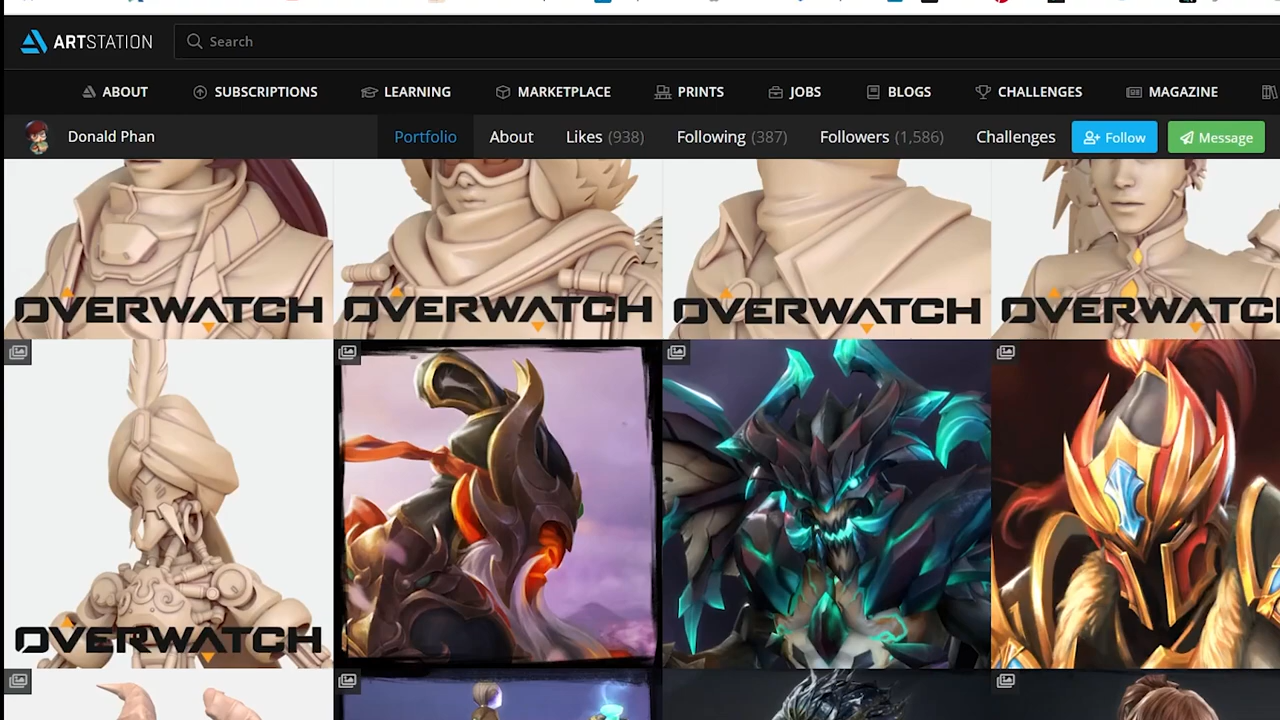 ARTSTATION Search
ABOUT SUBSCRIPTIONS LEARNING MARKETPLACE PRINTS JOBS BLOGS CHALLENGES MAGAZINE
Donald Phan Portfolio About Likes (938) Following (387) Followers (1,586) Challenges Follow Message
OVERWATCH OVERWATCH OVERWATCH OVERWATC
OVERWATCH